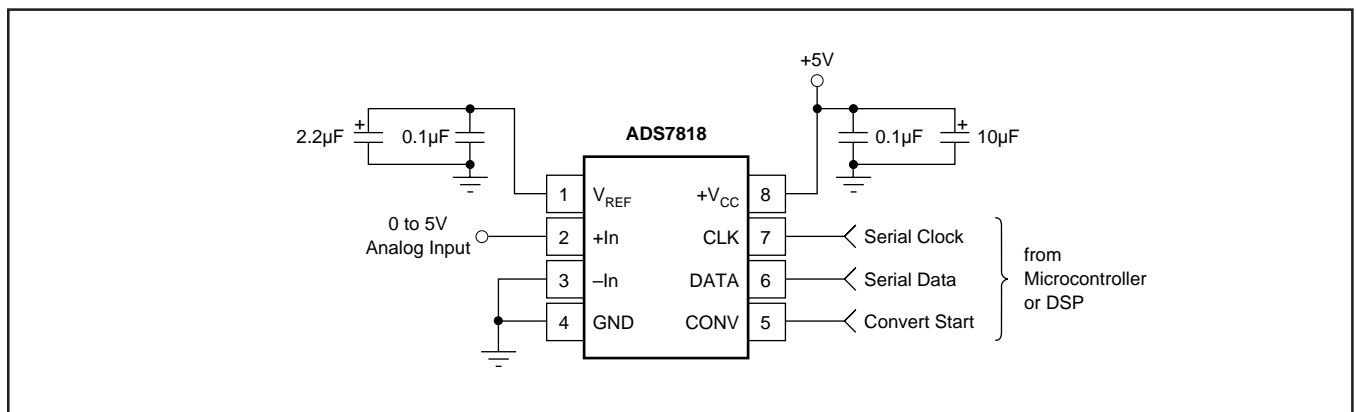 +5V
2.2µF
+
0.1µF
ADS7818
0.1µF
+
10µF
1
VREF
+VCC
8
0 to 5V
Analog Input
2
+In
CLK
7
Serial Clock
3
–In
DATA
6
Serial Data
4
GND
CONV
5
Convert Start
from
Microcontroller
or DSP